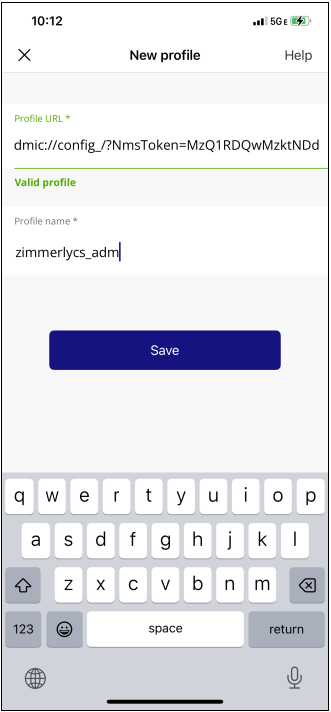 10:12
5GE
New profile
Help
Profile URL *
dmic://config_/?NmsToken=MzQ1RDQwMzktNDd
Valid profile
Profile name *
zimmerlycs_adm
Save
q w e r t y u i o p
a s d f g h j k l
z x c v b n m
123 space return